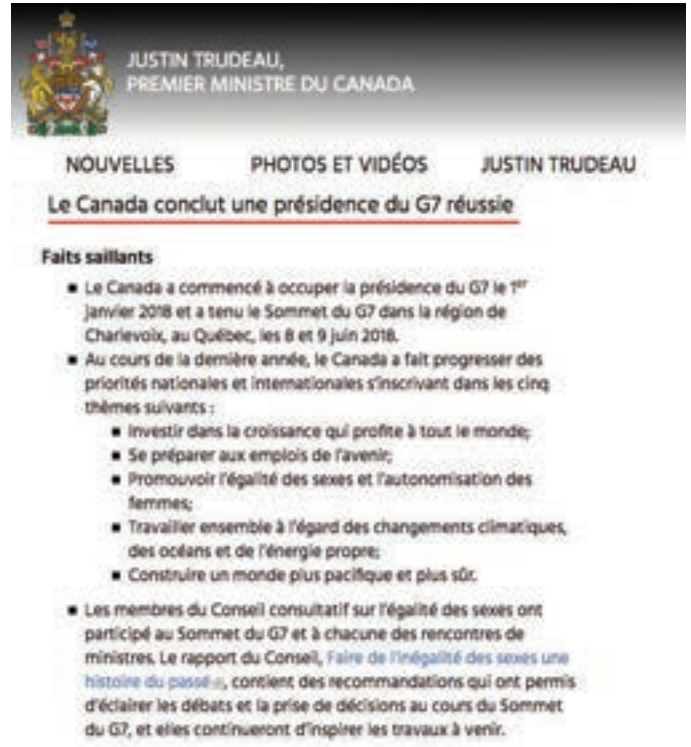 JUSTIN TRUDEAU,
PREMIER MINISTRE DU CANADA
NOUVELLES PHOTOS ET VIDÉOS JUSTIN TRUDEAU
Le Canada conclut une présidence du G7 réussie
Faits saillants
▪ Le Canada a commencé à occuper la présidence du G7 le 1er
janvier 2018 et a tenu le Sommet du G7 dans la région de
Charlevoix, au Québec, les 8 et 9 juin 2018.
▪ Au cours de la dernière année, le Canada a fait progresser des
priorités nationales et internationales s'inscrivant dans les cinq
thèmes suivants :
▪ Investir dans la croissance qui profite à tout le monde;
▪ Se préparer aux emplois de l'avenir;
▪ Promouvoir l'égalité des sexes et l'autonomisation des
femmes;
▪ Travailler ensemble à l'égard des changements climatiques,
des océans et de l'énergie propre;
▪ Construire un monde plus pacifique et plus sûr.
▪ Les membres du Conseil consultatif sur l'égalité des sexes ont
participé au Sommet du G7 et à chacune des rencontres de
ministres. Le rapport du Conseil, Faire de l'inégalité des sexes une
histoire du passé, contient des recommandations qui ont permis
d'éclairer les débats et la prise de décisions au cours du Sommet
du G7, et elles continueront d'inspirer les travaux à venir.